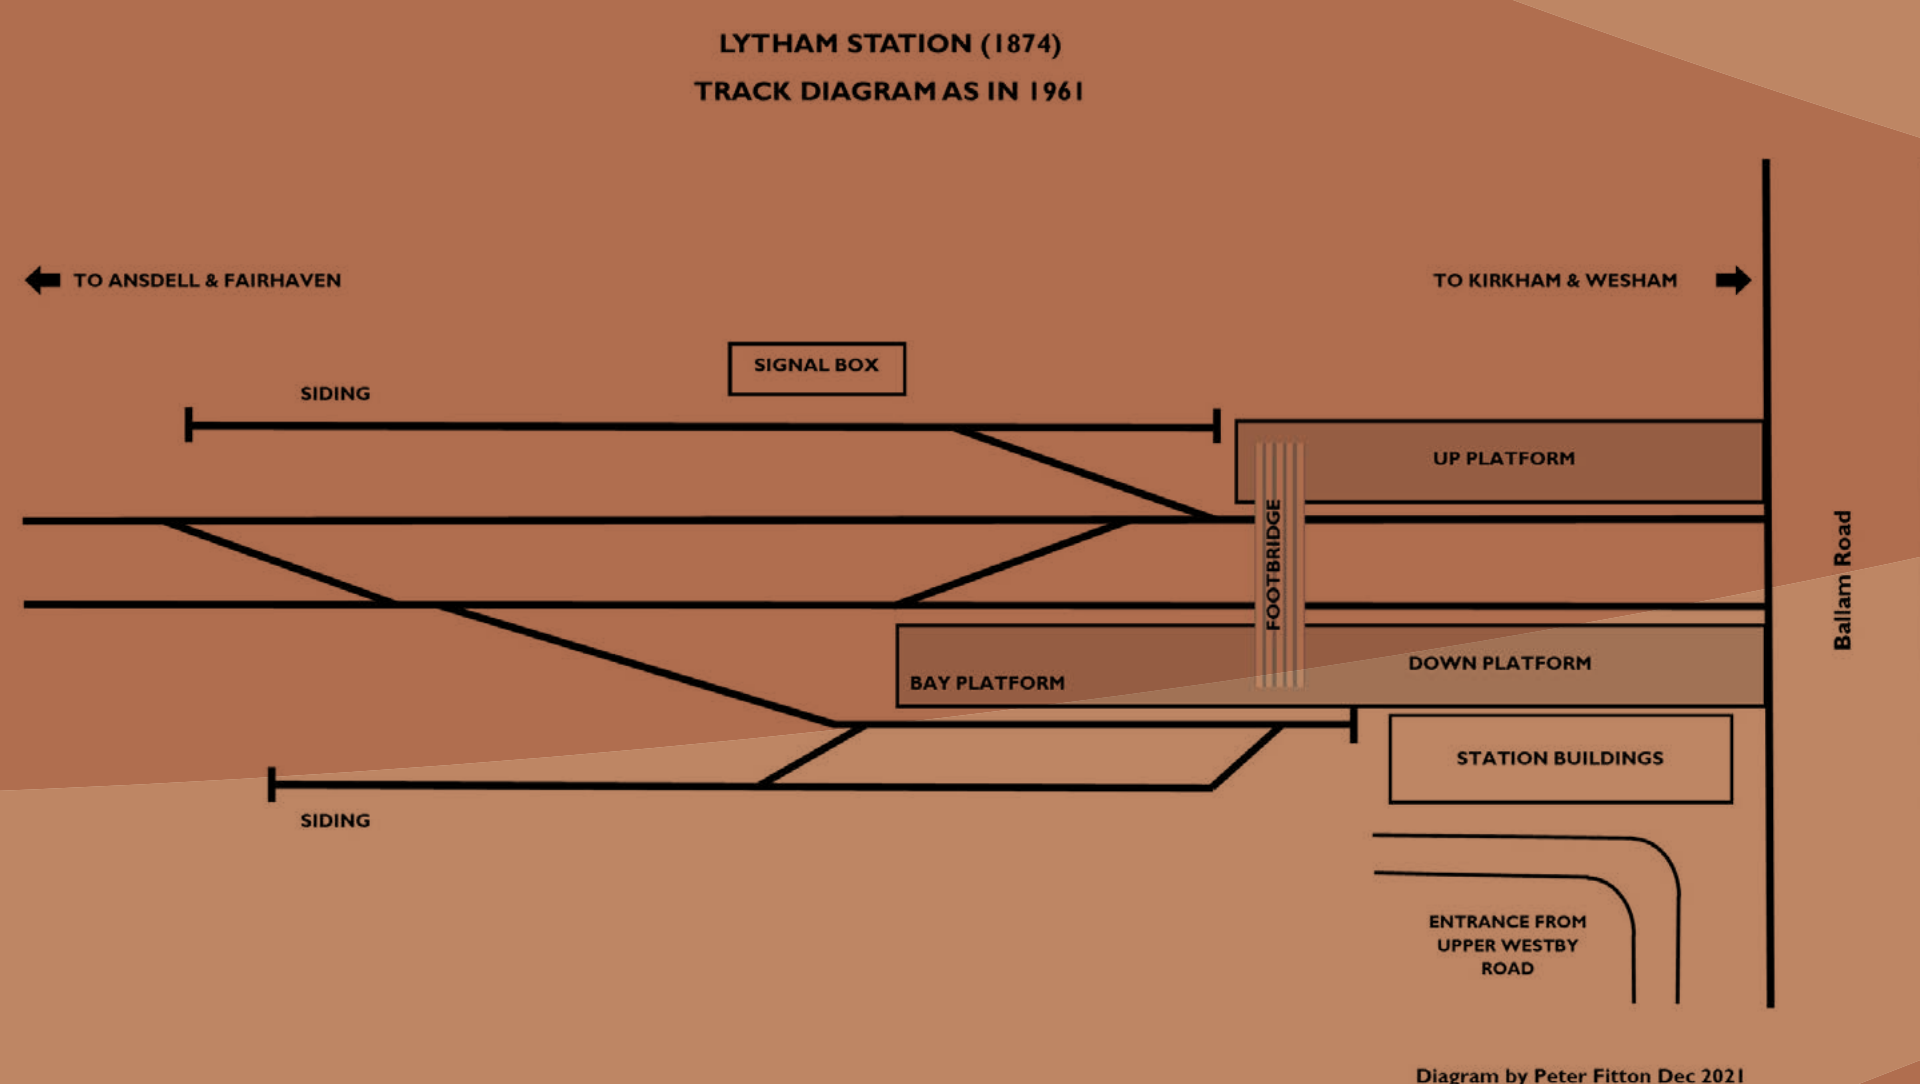 LYTHAM STATION (1874)
TRACK DIAGRAM AS IN 1961
TO ANSDELL & FAIRHAVEN
TO KIRKHAM & WESHAM
SIGNAL BOX
SIDING
UP PLATFORM
FOOTBRIDGE
Ballam Road
DOWN PLATFORM
BAY PLATFORM
STATION BUILDINGS
SIDING
ENTRANCE FROM
UPPER WESTBY
ROAD
Diagram by Peter Fitton Dec 2021